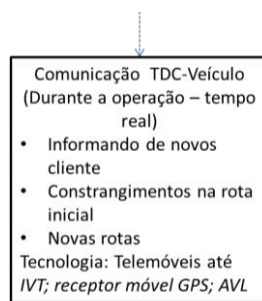 Comunicação TDC-Veículo
(Durante a operação – tempo
real)
• Informando de novos
cliente
• Constrangimentos na rota
inicial
• Novas rotas
Tecnologia: Telemóveis até
IVT; receptor móvel GPS; AVL